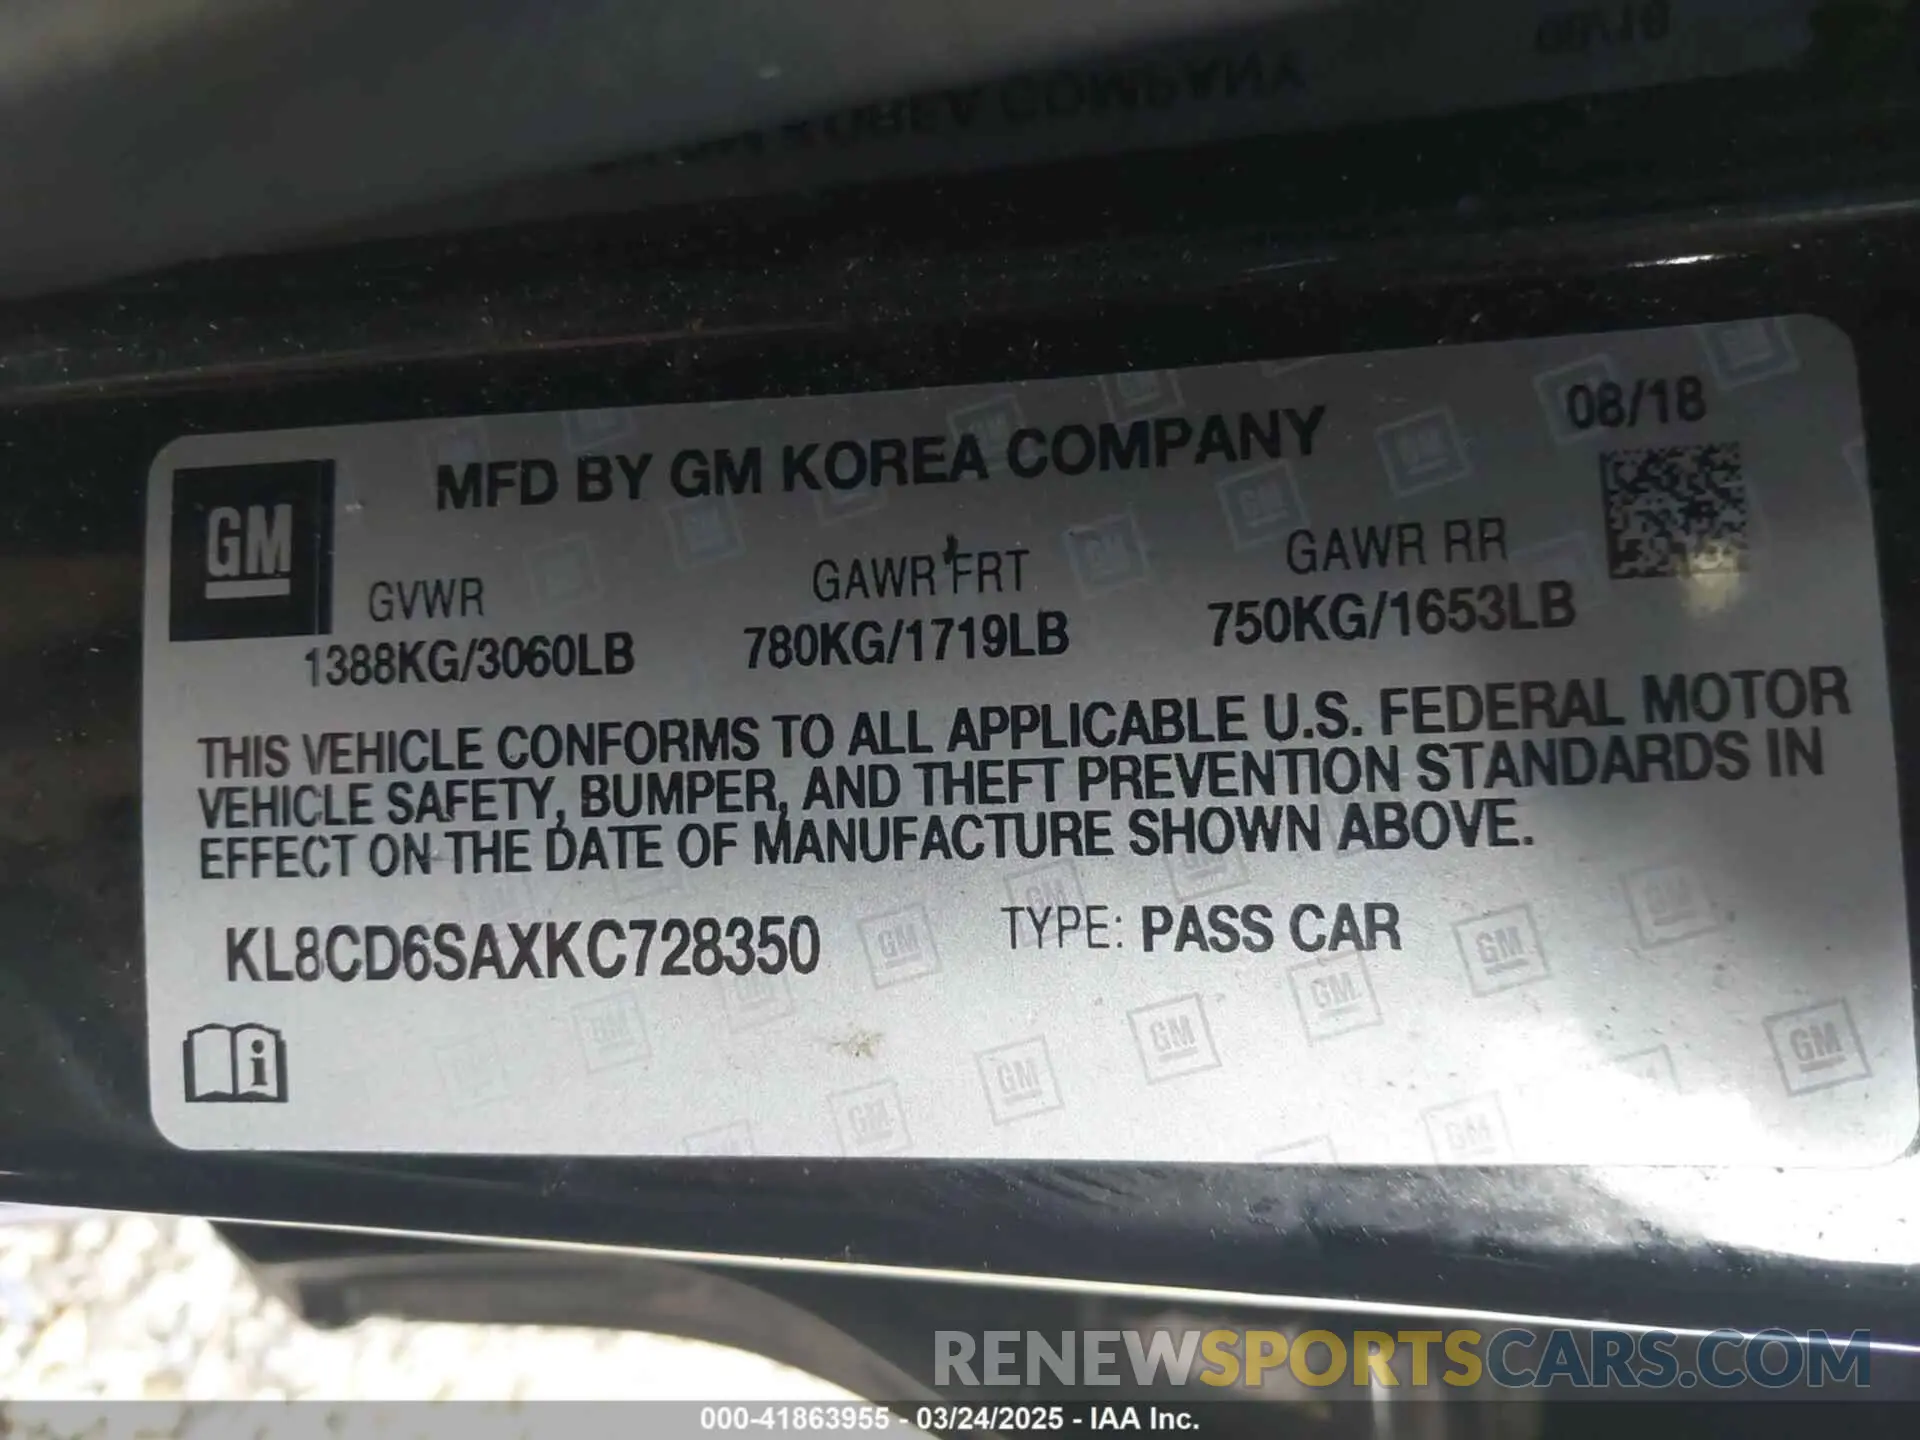 MFD BY GM KOREA COMPANY 08/18
GM
GVWR GAWR FRT GAWR RR
1388KG/3060LB 780KG/1719LB 750KG/1653LB
THIS VEHICLE CONFORMS TO ALL APPLICABLE U.S. FEDERAL MOTOR
VEHICLE SAFETY, BUMPER, AND THEFT PREVENTION STANDARDS IN
EFFECT ON THE DATE OF MANUFACTURE SHOWN ABOVE.
KL8CD6SAXKC728350 TYPE: PASS CAR
i
RENEWSPORTSCARS.COM
000-41863955 - 03/24/2025 - IAA Inc.